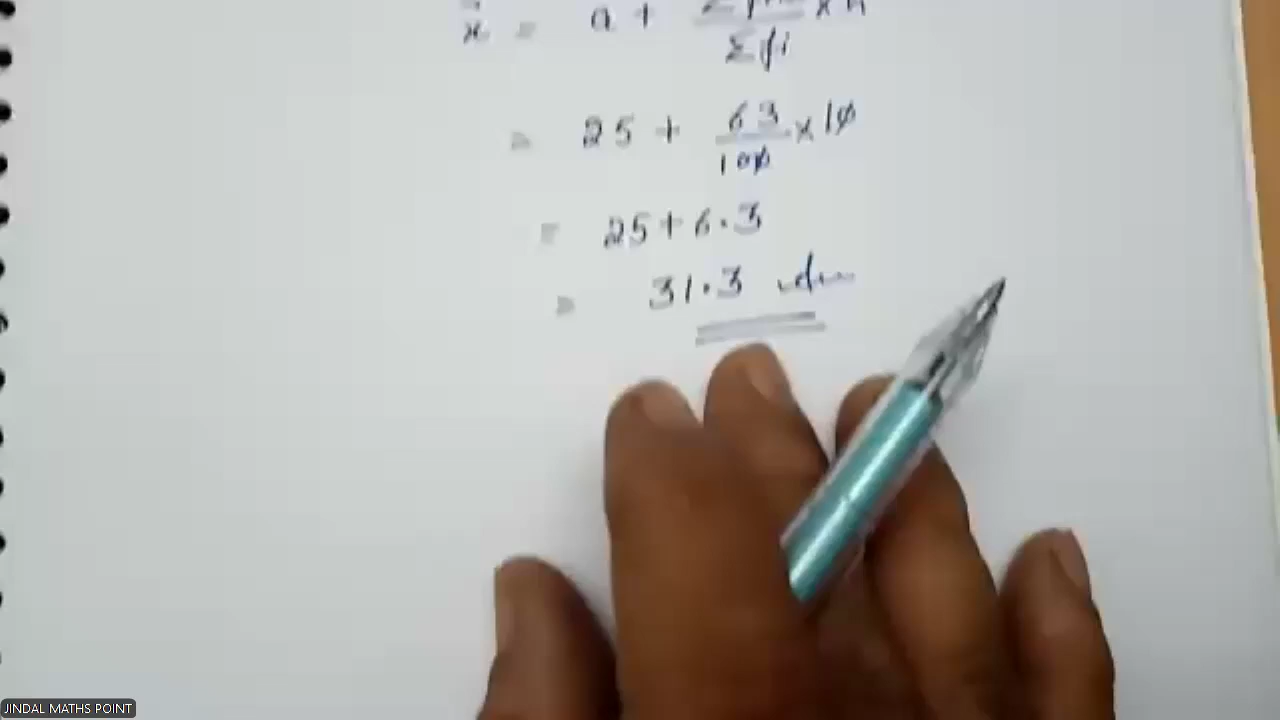 x̄ = a + Σfiui/Σfi × h
= 25 + 63/100 × 10
= 25 + 6.3
= 31.3
JINDAL MATHS POINT